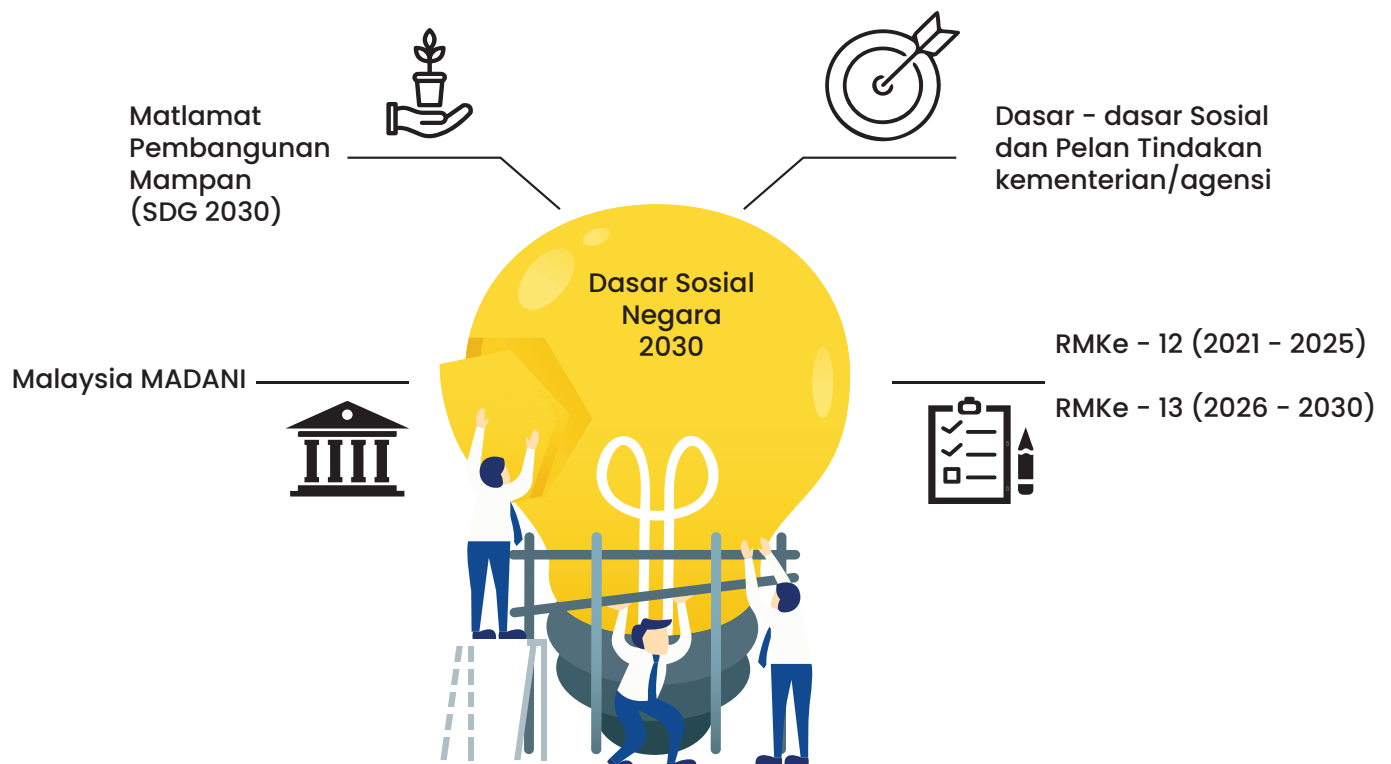 Matlamat
Pembangunan
Mampan
(SDG 2030)
Dasar - dasar Sosial
dan Pelan Tindakan
kementerian/agensi
Dasar Sosial
Negara
2030
Malaysia MADANI
RMKe - 12 (2021 - 2025)
RMKe - 13 (2026 - 2030)